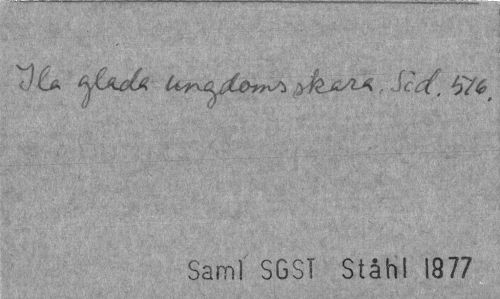 Ila glada ungdomsskara. Sid. 576.
Saml SGST Ståhl 1877